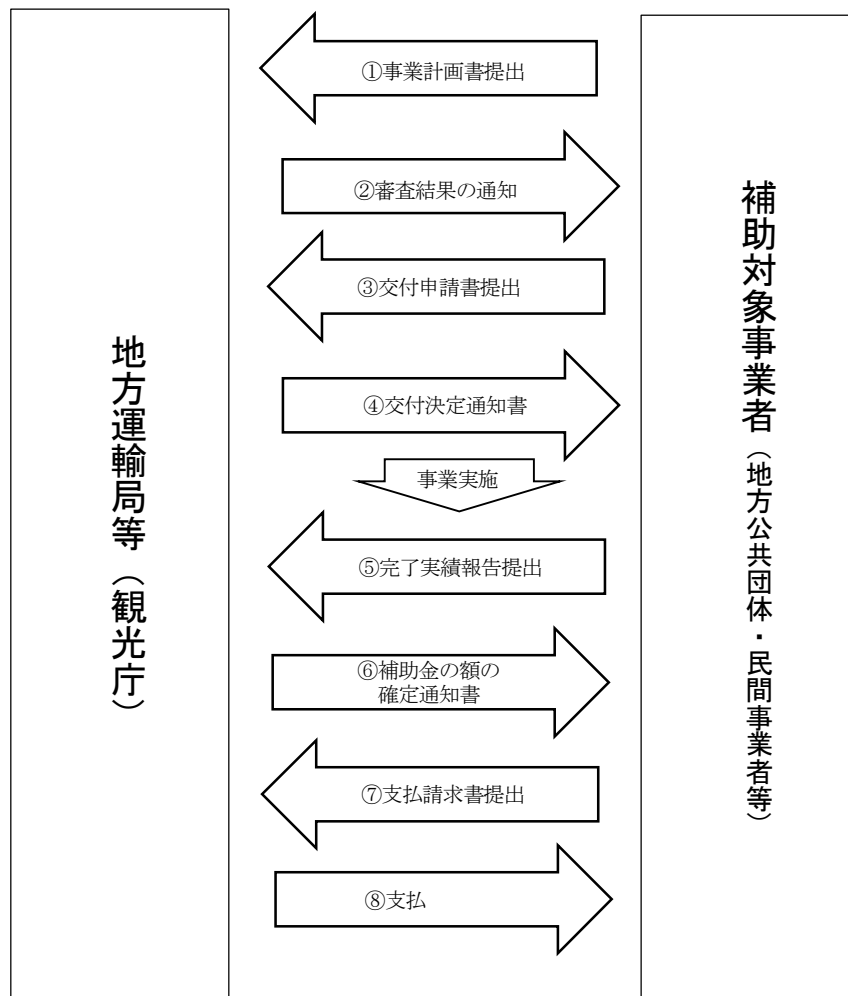 地方運輸局等（観光庁）
①事業計画書提出
②審査結果の通知
③交付申請書提出
④交付決定通知書
事業実施
⑤完了実績報告提出
⑥補助金の額の
確定通知書
⑦支払請求書提出
⑧支払
補助対象事業者（地方公共団体・民間事業者等）